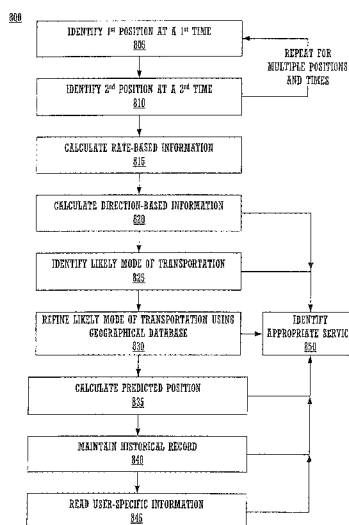 800
IDENTIFY 1st POSITION AT A 1st TIME
805
REPEAT FOR
MULTIPLE POSITIONS
AND TIMES
IDENTIFY 2nd POSITION AT A 2nd TIME
810
CALCULATE RATE-BASED INFORMATION
815
CALCULATE DIRECTION-BASED INFORMATION
820
IDENTIFY LIKELY MODE OF TRANSPORTATION
825
REFINE LIKELY MODE OF TRANSPORTATION USING
GEOGRAPHICAL DATABASE
830
IDENTIFY
APPROPRIATE SERVICE
850
CALCULATE PREDICTED POSITION
835
MAINTAIN HISTORICAL RECORD
840
READ USER-SPECIFIC INFORMATION
845